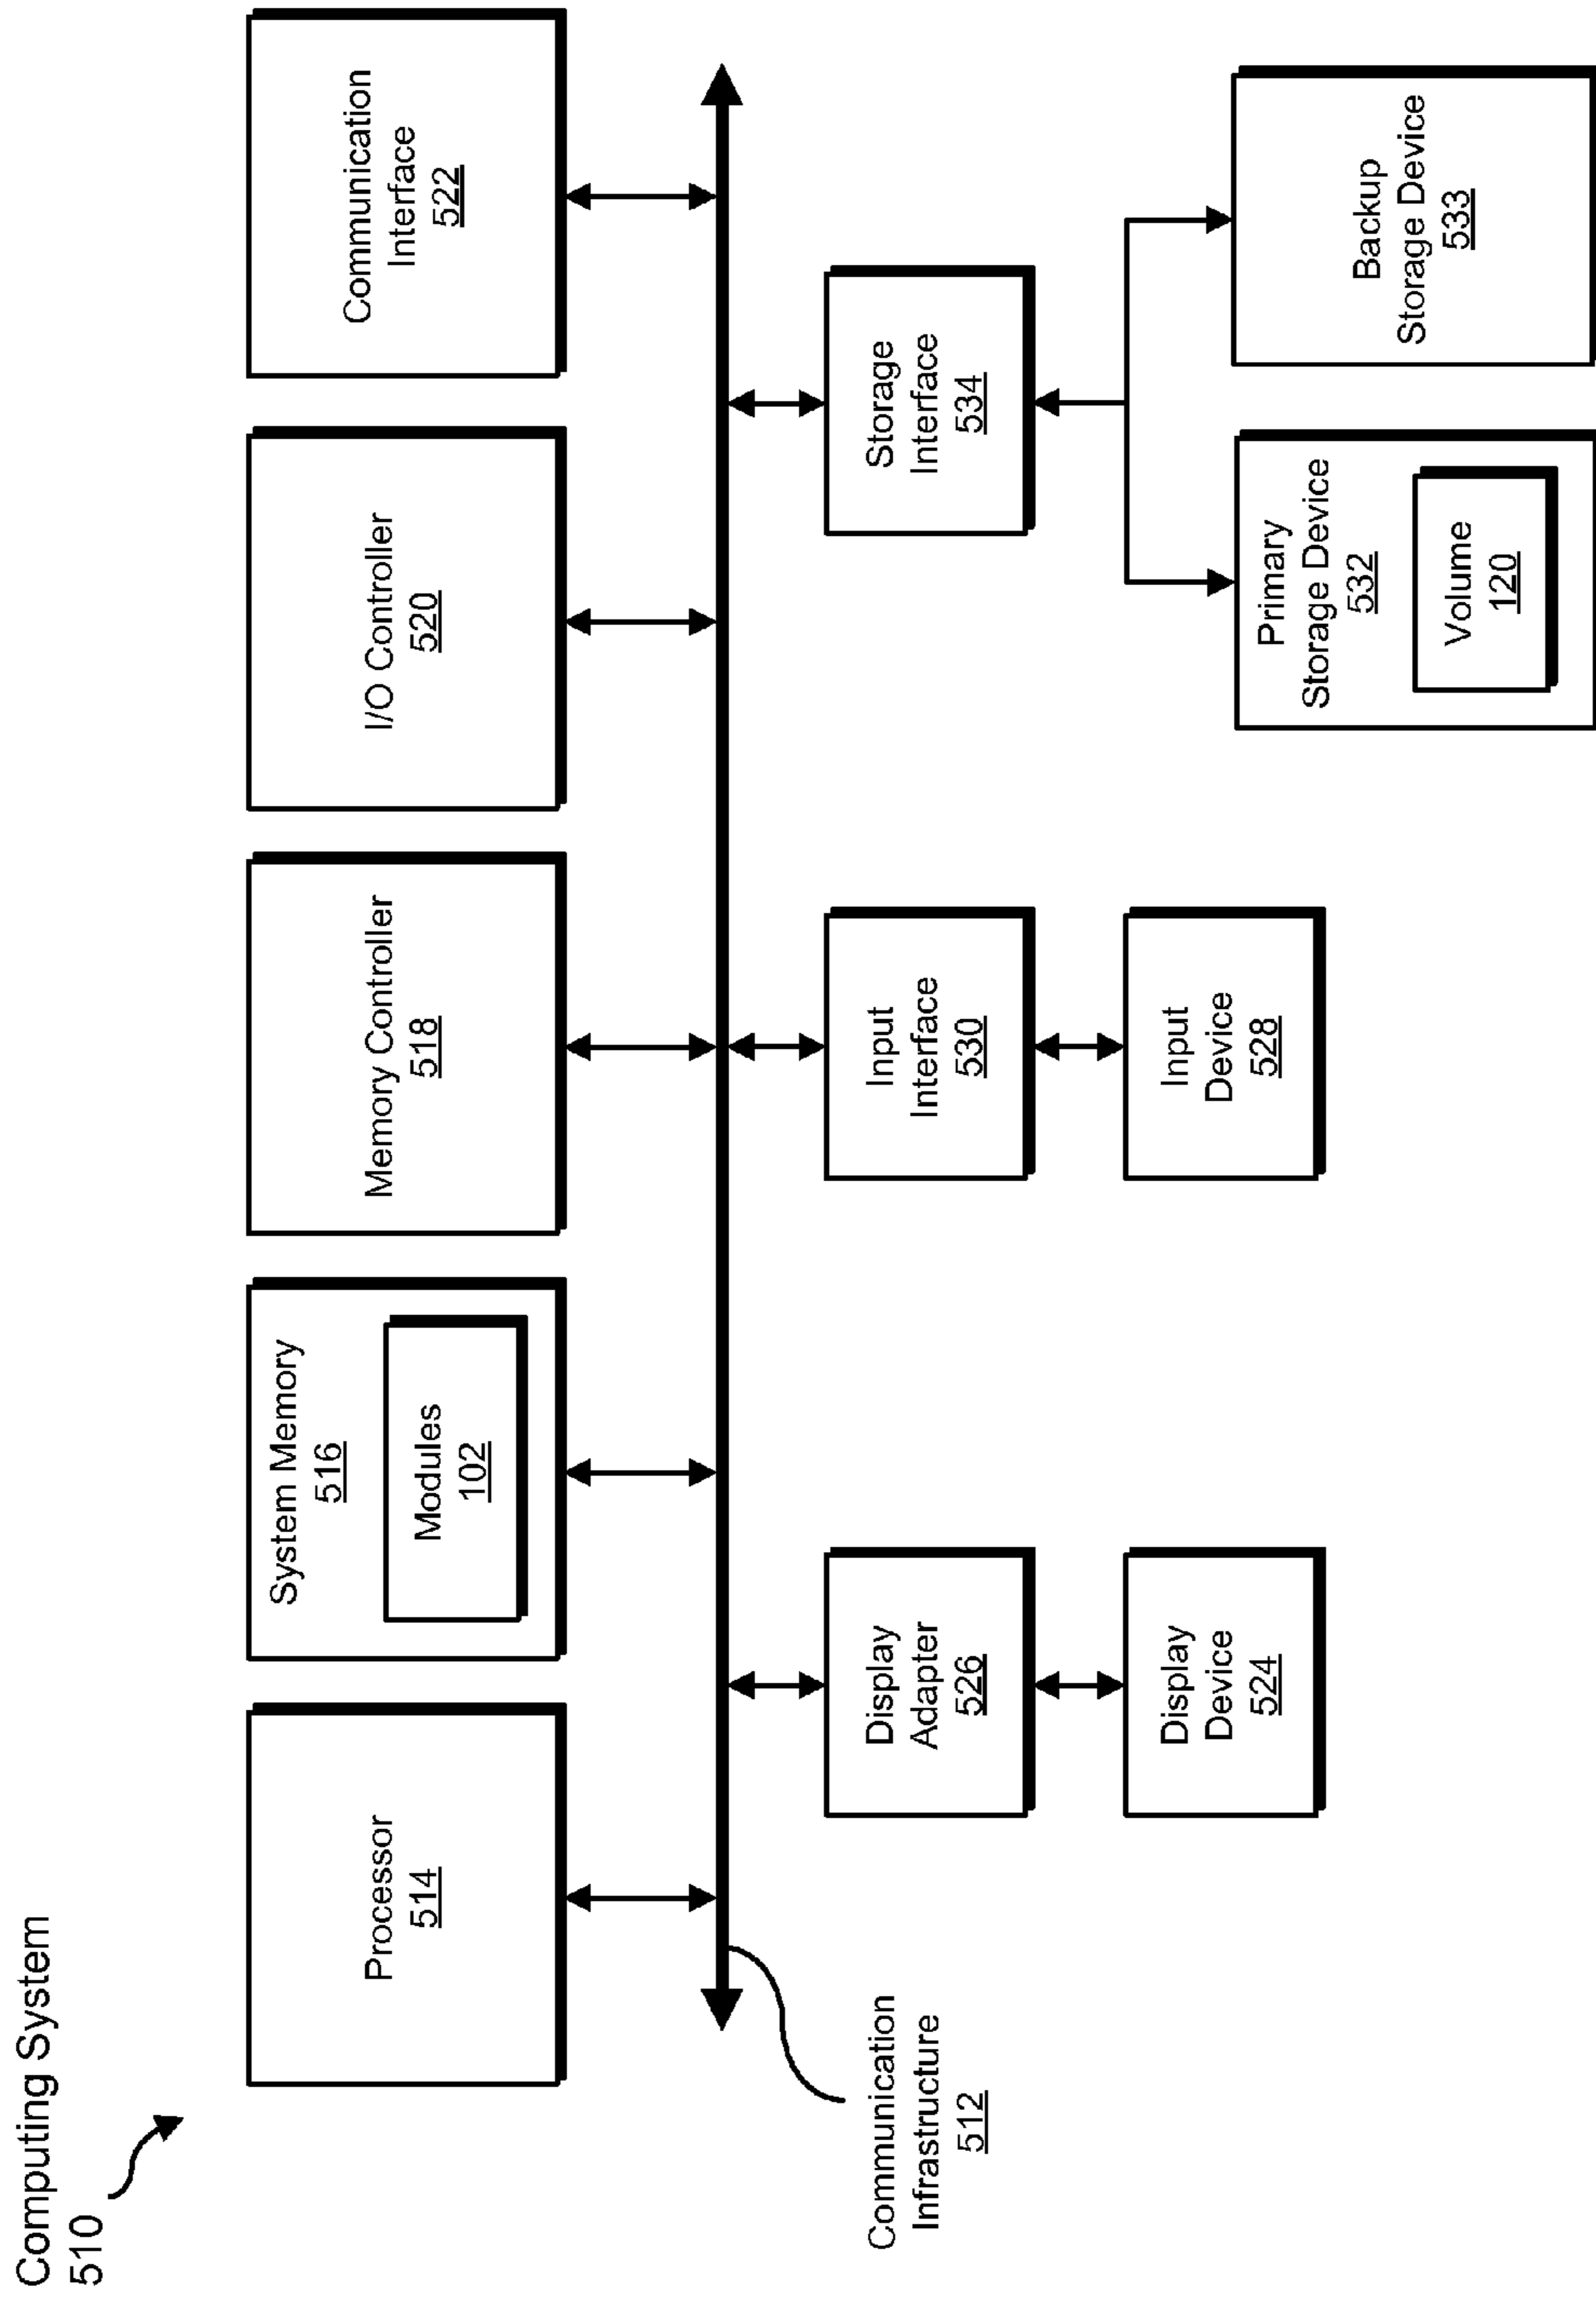 Computing System
510
Processor
514
System Memory
516
Modules
102
Memory Controller
518
I/O Controller
520
Communication
Interface
522
Communication
Infrastructure
512
Display
Adapter
526
Input
Interface
530
Storage
Interface
534
Display
Device
524
Input
Device
528
Primary
Storage Device
532
Volume
120
Backup
Storage Device
533